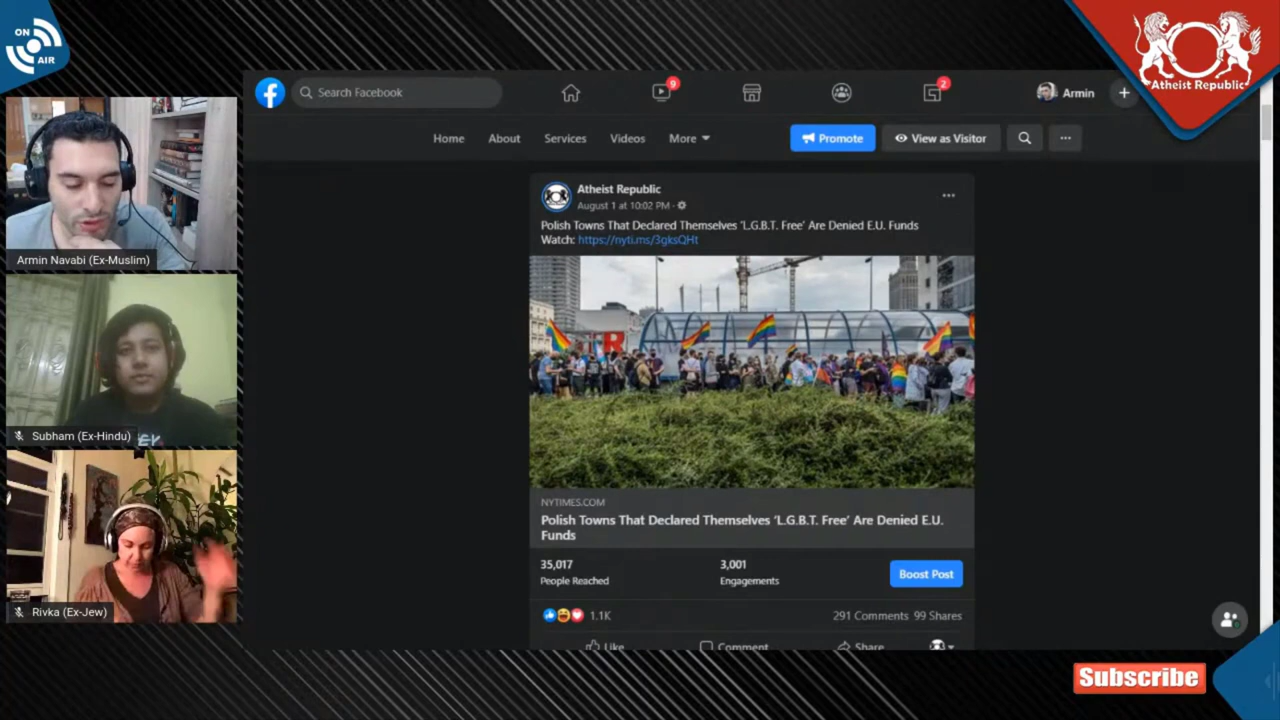 ON
AIR
Atheist Republic
Search Facebook
9
2
Armin
Home
About
Services
Videos
More
Promote
View as Visitor
Atheist Republic
August 1 at 10:02 PM ·
Polish Towns That Declared Themselves 'L.G.B.T. Free' Are Denied E.U. Funds
Watch: https://nyti.ms/3gksQHt
NYTIMES.COM
Polish Towns That Declared Themselves 'L.G.B.T. Free' Are Denied E.U.
Funds
35,017
People Reached
3,001
Engagements
Boost Post
1.1K
291 Comments 99 Shares
Like
Comment
Share
Armin Navabi (Ex-Muslim)
Subham (Ex-Hindu)
Rivka (Ex-Jew)
Subscribe